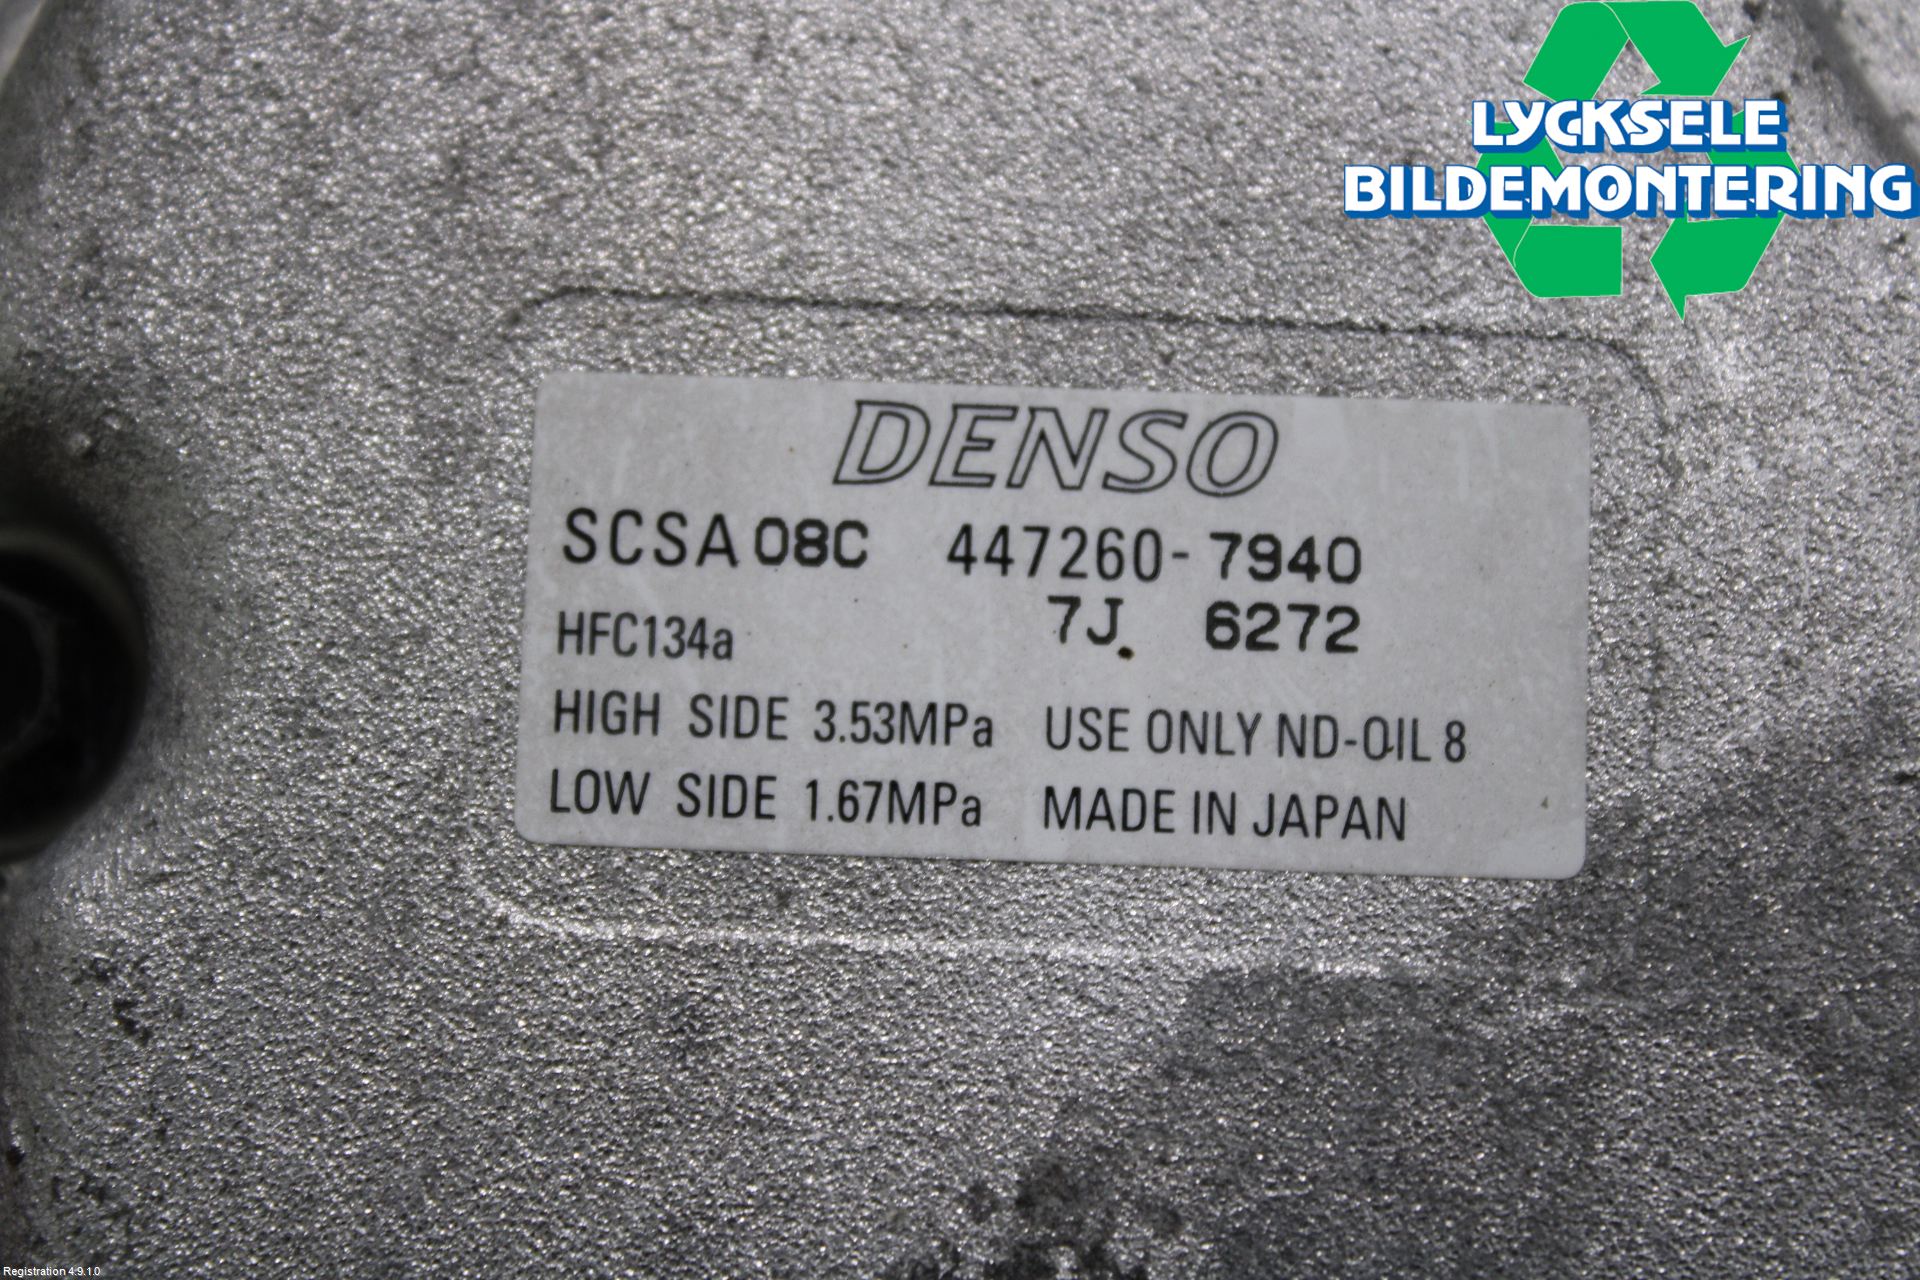 LYCKSELE
BILDEMONTERING
DENSO
SCSA 08C 447260-7940
HFC134a 7J. 6272
HIGH SIDE 3.53MPa USE ONLY ND-OIL 8
LOW SIDE 1.67MPa MADE IN JAPAN
Registration 4.9.1.0